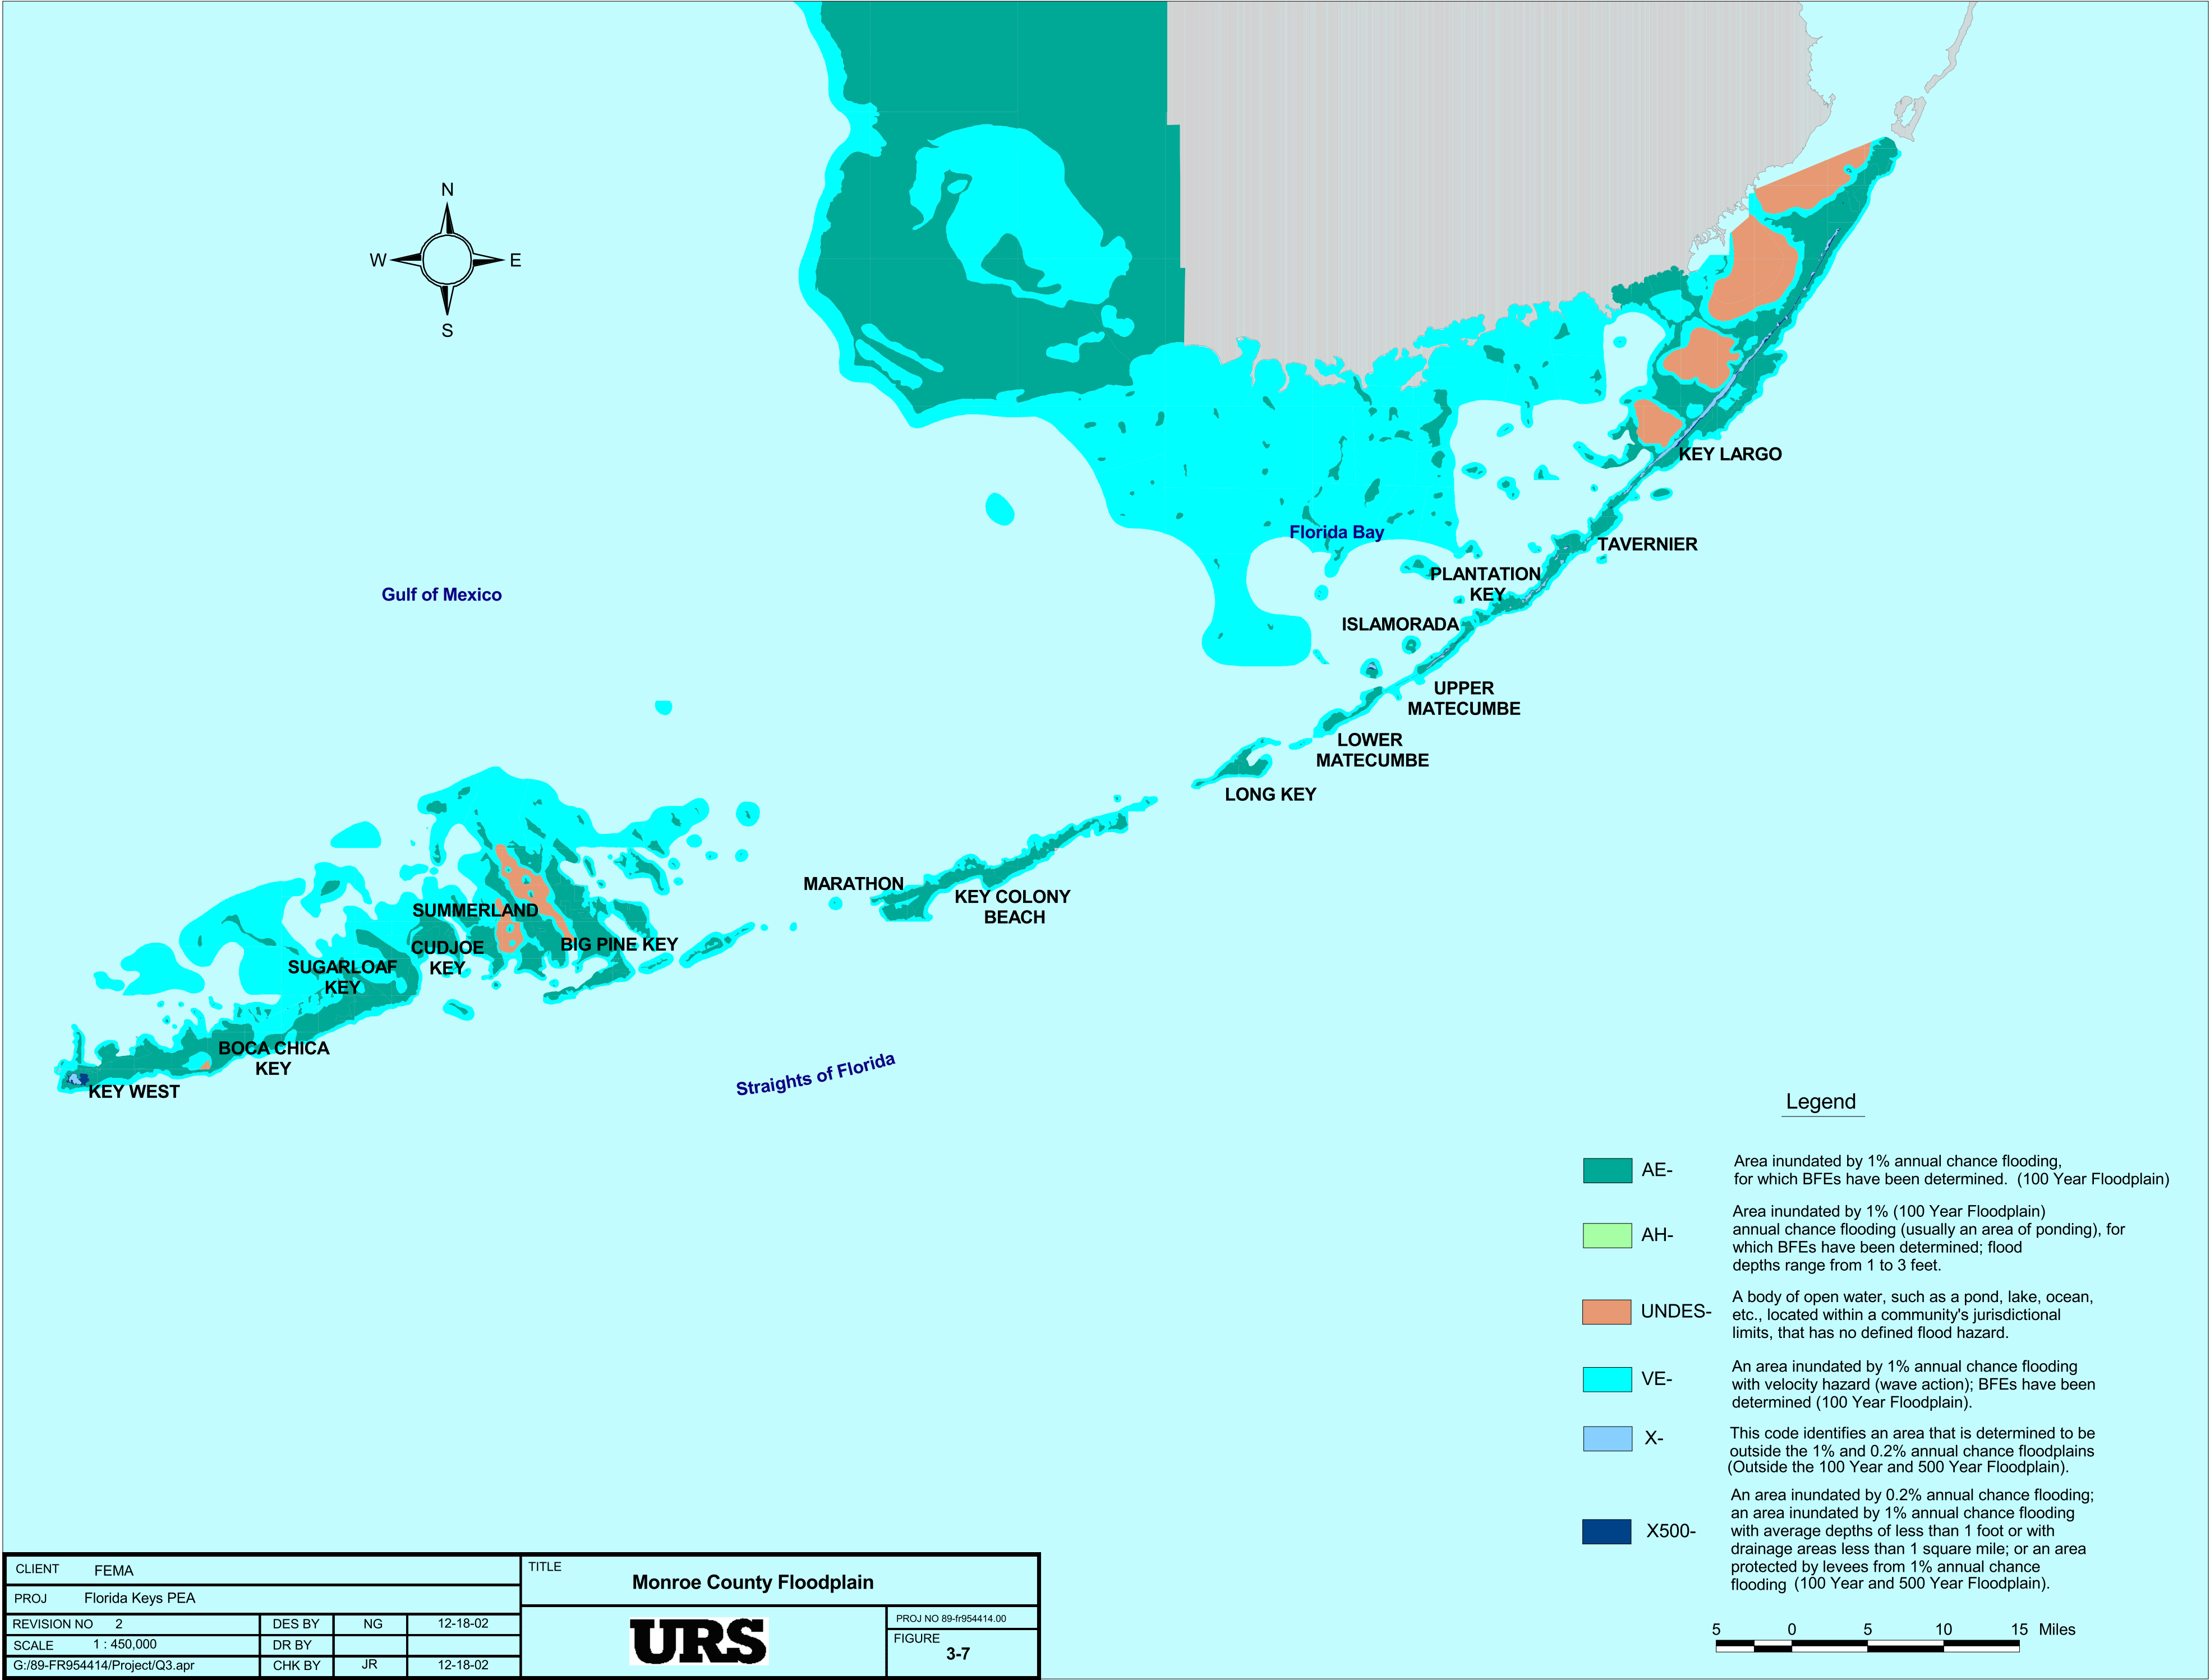 N
W
E
S
KEY LARGO
Florida Bay
TAVERNIER
PLANTATION
KEY
Gulf of Mexico
ISLAMORADA
UPPER
MATECUMBE
LOWER
MATECUMBE
LONG KEY
MARATHON
KEY COLONY
BEACH
SUMMERLAND
CUDJOE
KEY
BIG PINE KEY
SUGARLOAF
KEY
BOCA CHICA
KEY
KEY WEST
Straights of Florida
Legend
AE-
Area inundated by 1% annual chance flooding,
for which BFEs have been determined. (100 Year Floodplain)
AH-
Area inundated by 1% (100 Year Floodplain)
annual chance flooding (usually an area of ponding), for
which BFEs have been determined; flood
depths range from 1 to 3 feet.
UNDES-
A body of open water, such as a pond, lake, ocean,
etc., located within a community's jurisdictional
limits, that has no defined flood hazard.
VE-
An area inundated by 1% annual chance flooding
with velocity hazard (wave action); BFEs have been
determined (100 Year Floodplain).
X-
This code identifies an area that is determined to be
outside the 1% and 0.2% annual chance floodplains
(Outside the 100 Year and 500 Year Floodplain).
X500-
An area inundated by 0.2% annual chance flooding;
an area inundated by 1% annual chance flooding
with average depths of less than 1 foot or with
drainage areas less than 1 square mile; or an area
protected by levees from 1% annual chance
flooding (100 Year and 500 Year Floodplain).
5 0 5 10 15 Miles
CLIENT FEMA
PROJ Florida Keys PEA
REVISION NO 2 DES BY NG 12-18-02
SCALE 1 : 450,000 DR BY
G:/89-FR954414/Project/Q3.apr CHK BY JR 12-18-02
TITLE
Monroe County Floodplain
URS
PROJ NO 89-fr954414.00
FIGURE
3-7